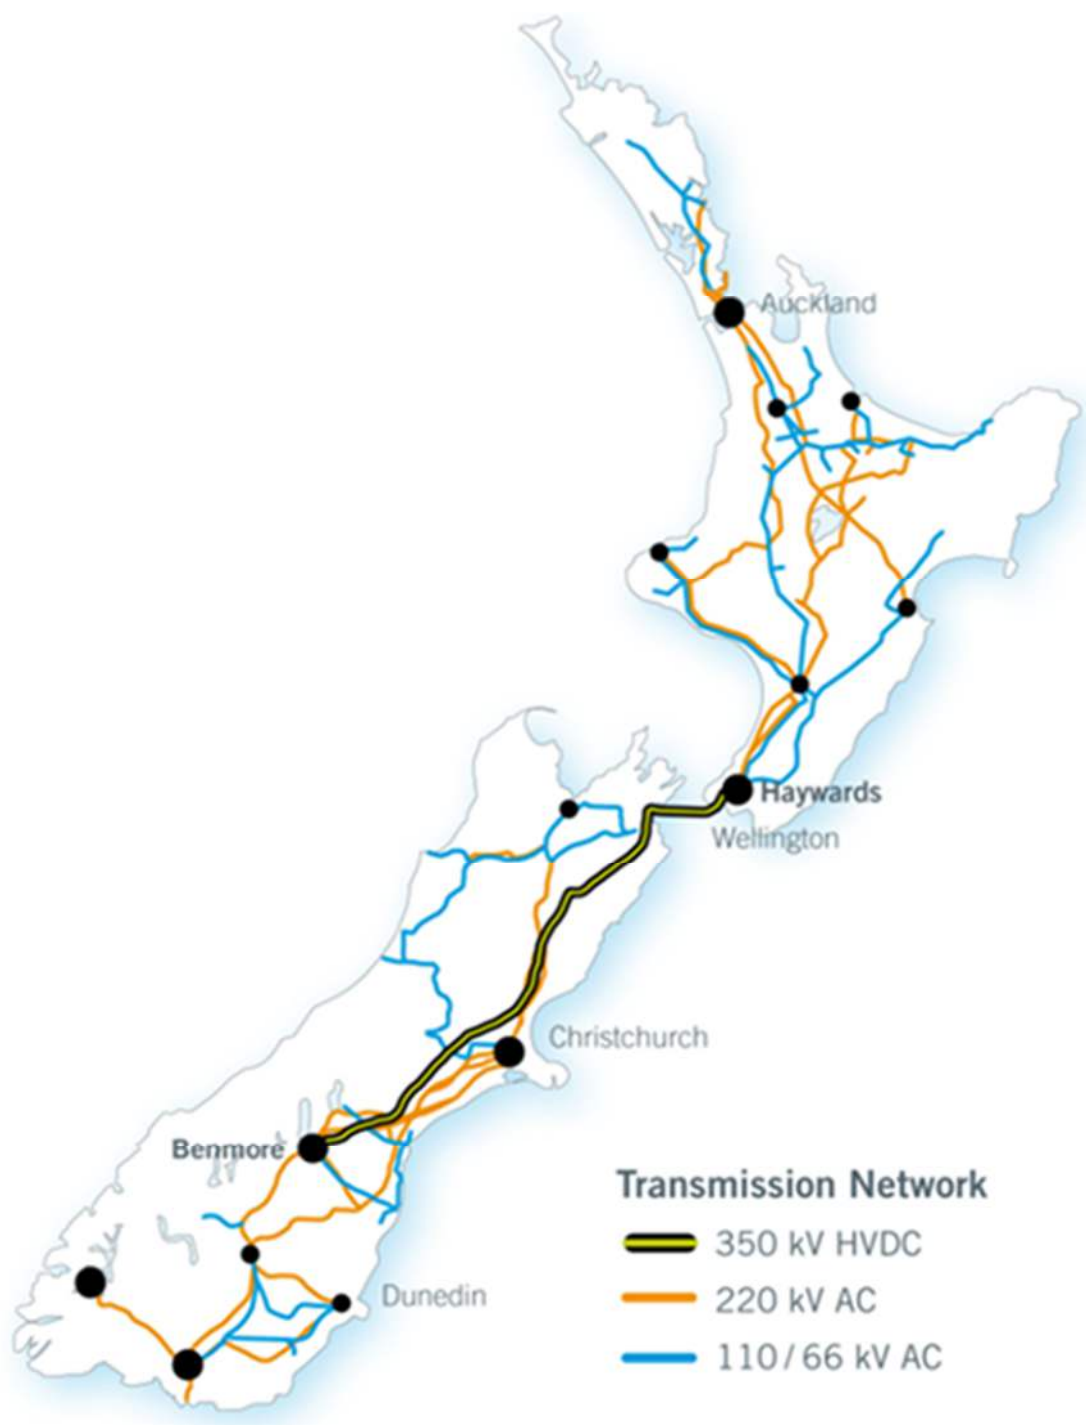 Auckland
Haywards
Wellington
Christchurch
Benmore
Dunedin
Transmission Network
350 kV HVDC
220 kV AC
110/66 kV AC